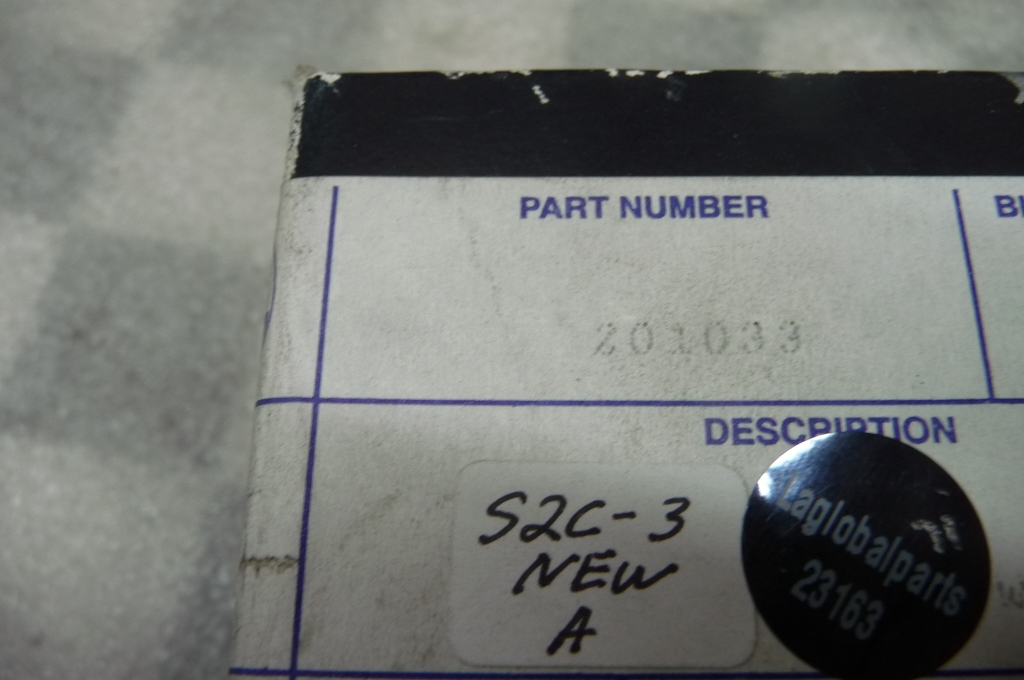 PART NUMBER
201033
DESCRIPTION
S2C-3
NEW
A
Laglobalparts
23163